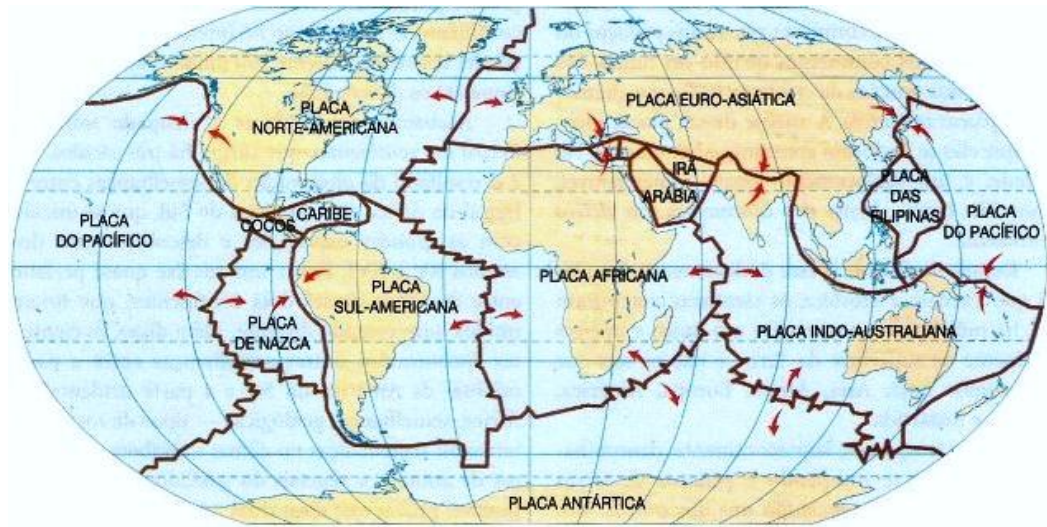 PLACA
NORTE-AMERICANA
PLACA EURO-ASIÁTICA
IRÃ
ARÁBIA
PLACA
DAS
FILIPINAS
PLACA
DO PACÍFICO
COCOS
CARIBE
PLACA
DO PACÍFICO
PLACA AFRICANA
PLACA
SUL-AMERICANA
PLACA
DE NAZCA
PLACA INDO-AUSTRALIANA
PLACA ANTÁRTICA